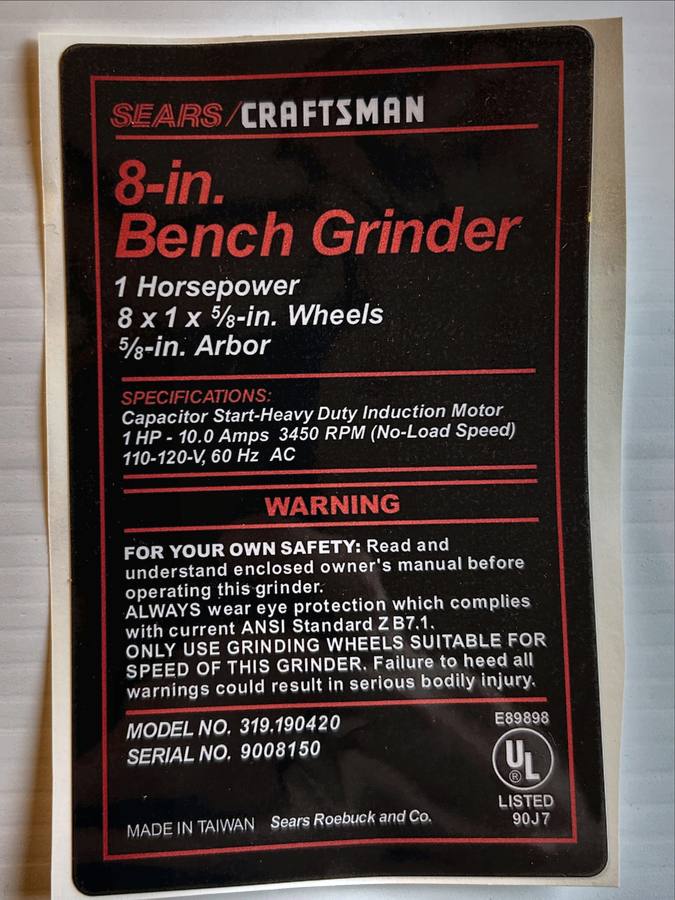 SEARS/CRAFTSMAN
8-in.
Bench Grinder
1 Horsepower
8 x 1 x 5/8-in. Wheels
5/8-in. Arbor
SPECIFICATIONS:
Capacitor Start-Heavy Duty Induction Motor
1 HP - 10.0 Amps 3450 RPM (No-Load Speed)
110-120-V, 60 Hz AC
WARNING
FOR YOUR OWN SAFETY: Read and
understand enclosed owner's manual before
operating this grinder.
ALWAYS wear eye protection which complies
with current ANSI Standard Z B7.1.
ONLY USE GRINDING WHEELS SUITABLE FOR
SPEED OF THIS GRINDER. Failure to heed all
warnings could result in serious bodily injury.
MODEL NO. 319.190420
SERIAL NO. 9008150
E89898
UL
®
LISTED
90J7
MADE IN TAIWAN Sears Roebuck and Co.